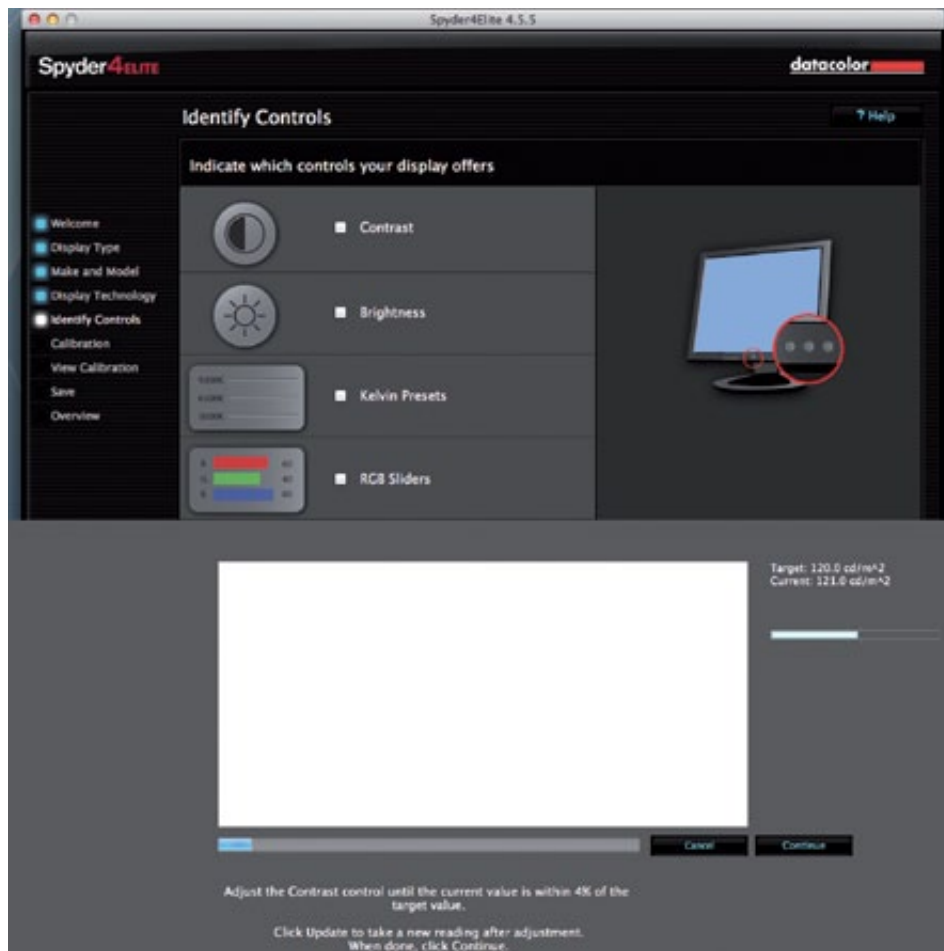 Spyder4Elite 4.5.5
Spyder4ELITE
datacolor
Identify Controls
? Help
Indicate which controls your display offers
Welcome
Display Type
Make and Model
Display Technology
Identify Controls
Calibration
View Calibration
Save
Overview
Contrast
Brightness
Kelvin Presets
RGB Sliders
Target: 120.0 cd/m^2
Current: 121.0 cd/m^2
Cancel
Continue
Adjust the Contrast control until the current value is within 4% of the
target value.
Click Update to take a new reading after adjustment.
When done, click Continue.